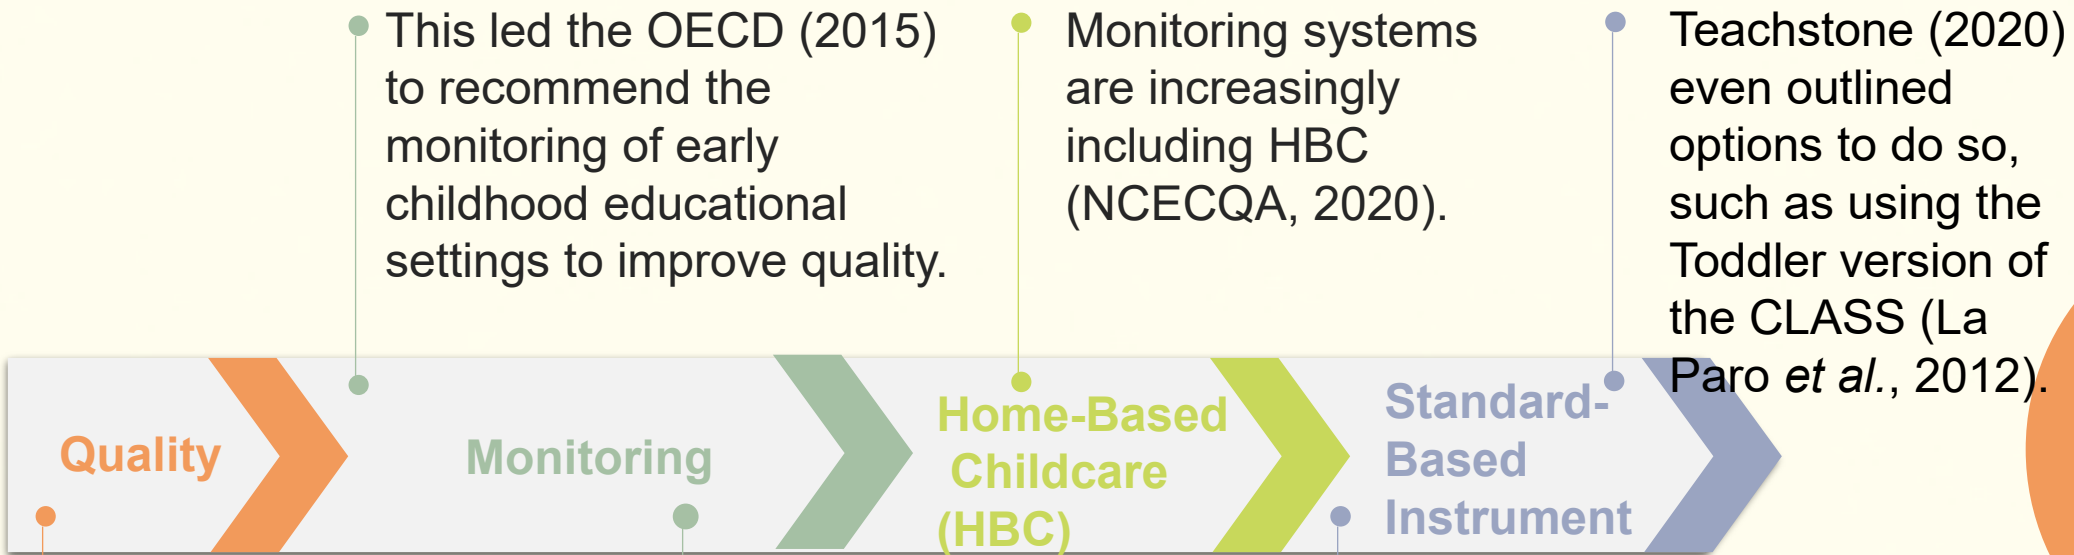 This led the OECD (2015)
to recommend the
monitoring of early
childhood educational
settings to improve quality.
Monitoring systems
are increasingly
including HBC
(NCECQA, 2020).
Teachstone (2020)
even outlined
options to do so,
such as using the
Toddler version of
the CLASS (La
Paro et al., 2012).
Quality
Monitoring
Home-Based
Childcare
(HBC)
Standard-
Based
Instrument